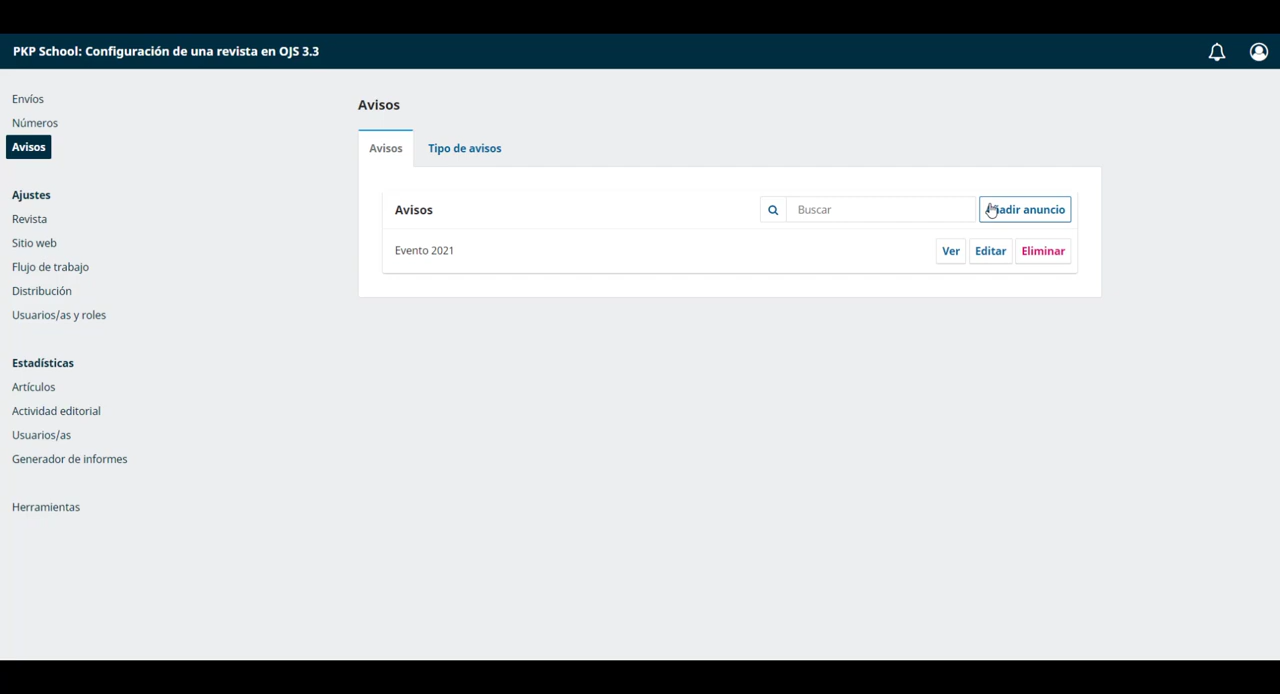 PKP School: Configuración de una revista en OJS 3.3
Envíos
Números
Avisos
Ajustes
Revista
Sitio web
Flujo de trabajo
Distribución
Usuarios/as y roles
Estadísticas
Artículos
Actividad editorial
Usuarios/as
Generador de informes
Herramientas
Avisos
Avisos Tipo de avisos
Avisos Buscar Añadir anuncio
Evento 2021 Ver Editar Eliminar